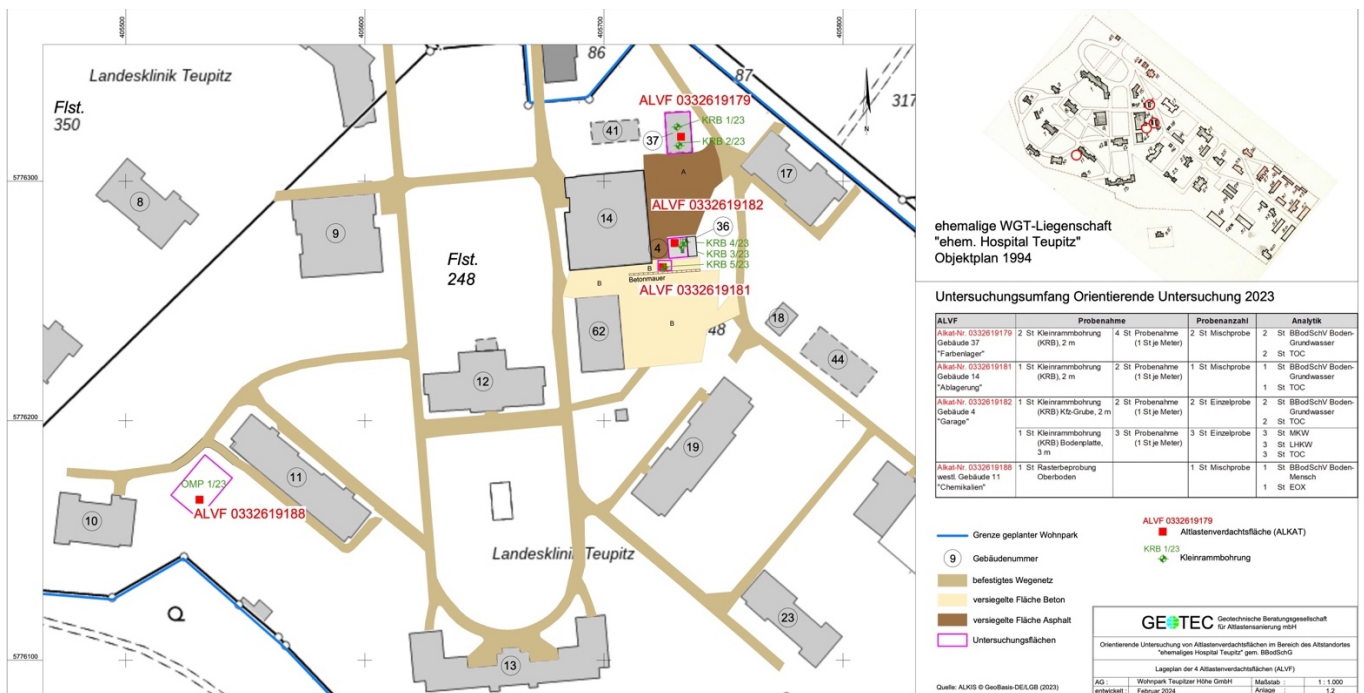 405500
405600
405700
405800
5776300
5776200
5776100
Landesklinik Teupitz
Flst.
350
86
87
317
ALVF 0332619179
41
37
KRB 1/23
KRB 2/23
8
9
14
17
A
ALVF 0332619182
36
4
KRB 4/23
KRB 3/23
KRB 5/23
B
Betonmauer
ALVF 0332619181
B
B
48
Flst.
248
62
18
44
12
19
11
10
OMP 1/23
ALVF 0332619188
Landesklinik Teupitz
23
13
Q
N
ehemalige WGT-Liegenschaft
"ehem. Hospital Teupitz"
Objektplan 1994
Untersuchungsumfang Orientierende Untersuchung 2023
ALVF Probenahme Probenanzahl Analytik
Alkat-Nr. 0332619179 2 St Kleinrammbohrung 4 St Probenahme 2 St Mischprobe 2 St BBodSchV Boden-
Gebäude 37 (KRB), 2 m (1 St je Meter) Grundwasser
"Farbenlager" 2 St TOC
Alkat-Nr. 0332619181 1 St Kleinrammbohrung 2 St Probenahme 1 St Mischprobe 1 St BBodSchV Boden-
Gebäude 14 (KRB), 2 m (1 St je Meter) Grundwasser
"Ablagerung" 1 St TOC
Alkat-Nr. 0332619182 1 St Kleinrammbohrung 2 St Probenahme 2 St Einzelprobe 2 St BBodSchV Boden-
Gebäude 4 (KRB) Kfz-Grube, 2 m (1 St je Meter) Grundwasser
"Garage" 2 St TOC
1 St Kleinrammbohrung 3 St Probenahme 3 St Einzelprobe 3 St MKW
(KRB) Bodenplatte, (1 St je Meter) 3 St LHKW
3 m 3 St TOC
Alkat-Nr. 0332619188 1 St Rasterbeprobung 1 St Mischprobe 1 St BBodSchV Boden-
westl. Gebäude 11 Oberboden Mensch
"Chemikalien" 1 St EOX
Grenze geplanter Wohnpark
9 Gebäudenummer
befestigtes Wegenetz
versiegelte Fläche Beton
versiegelte Fläche Asphalt
Untersuchungsflächen
ALVF 0332619179
Altlastenverdachtsfläche (ALKAT)
KRB 1/23
Kleinrammbohrung
GEOTEC Geotechnische Beratungsgesellschaft
für Altlastensanierung mbH
Orientierende Untersuchung von Altlastenverdachtsflächen im Bereich des Altstandortes
"ehemaliges Hospital Teupitz" gem. BBodSchG
Lageplan der 4 Altlastenverdachtsflächen (ALVF)
AG : Wohnpark Teupitzer Höhe GmbH Maßstab : 1 : 1.000
entwickelt : Februar 2024 Anlage 1.2
Quelle: ALKIS © GeoBasis-DE/LGB (2023)